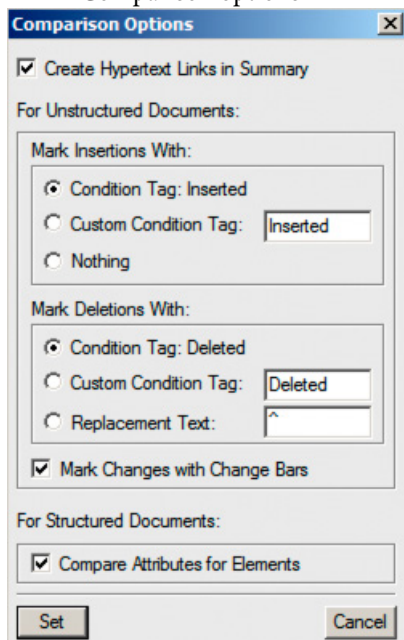 Comparison Options
Create Hypertext Links in Summary
For Unstructured Documents:
Mark Insertions With:
Condition Tag: Inserted
Custom Condition Tag: Inserted
Nothing
Mark Deletions With:
Condition Tag: Deleted
Custom Condition Tag: Deleted
Replacement Text: ^
Mark Changes with Change Bars
For Structured Documents:
Compare Attributes for Elements
Set Cancel